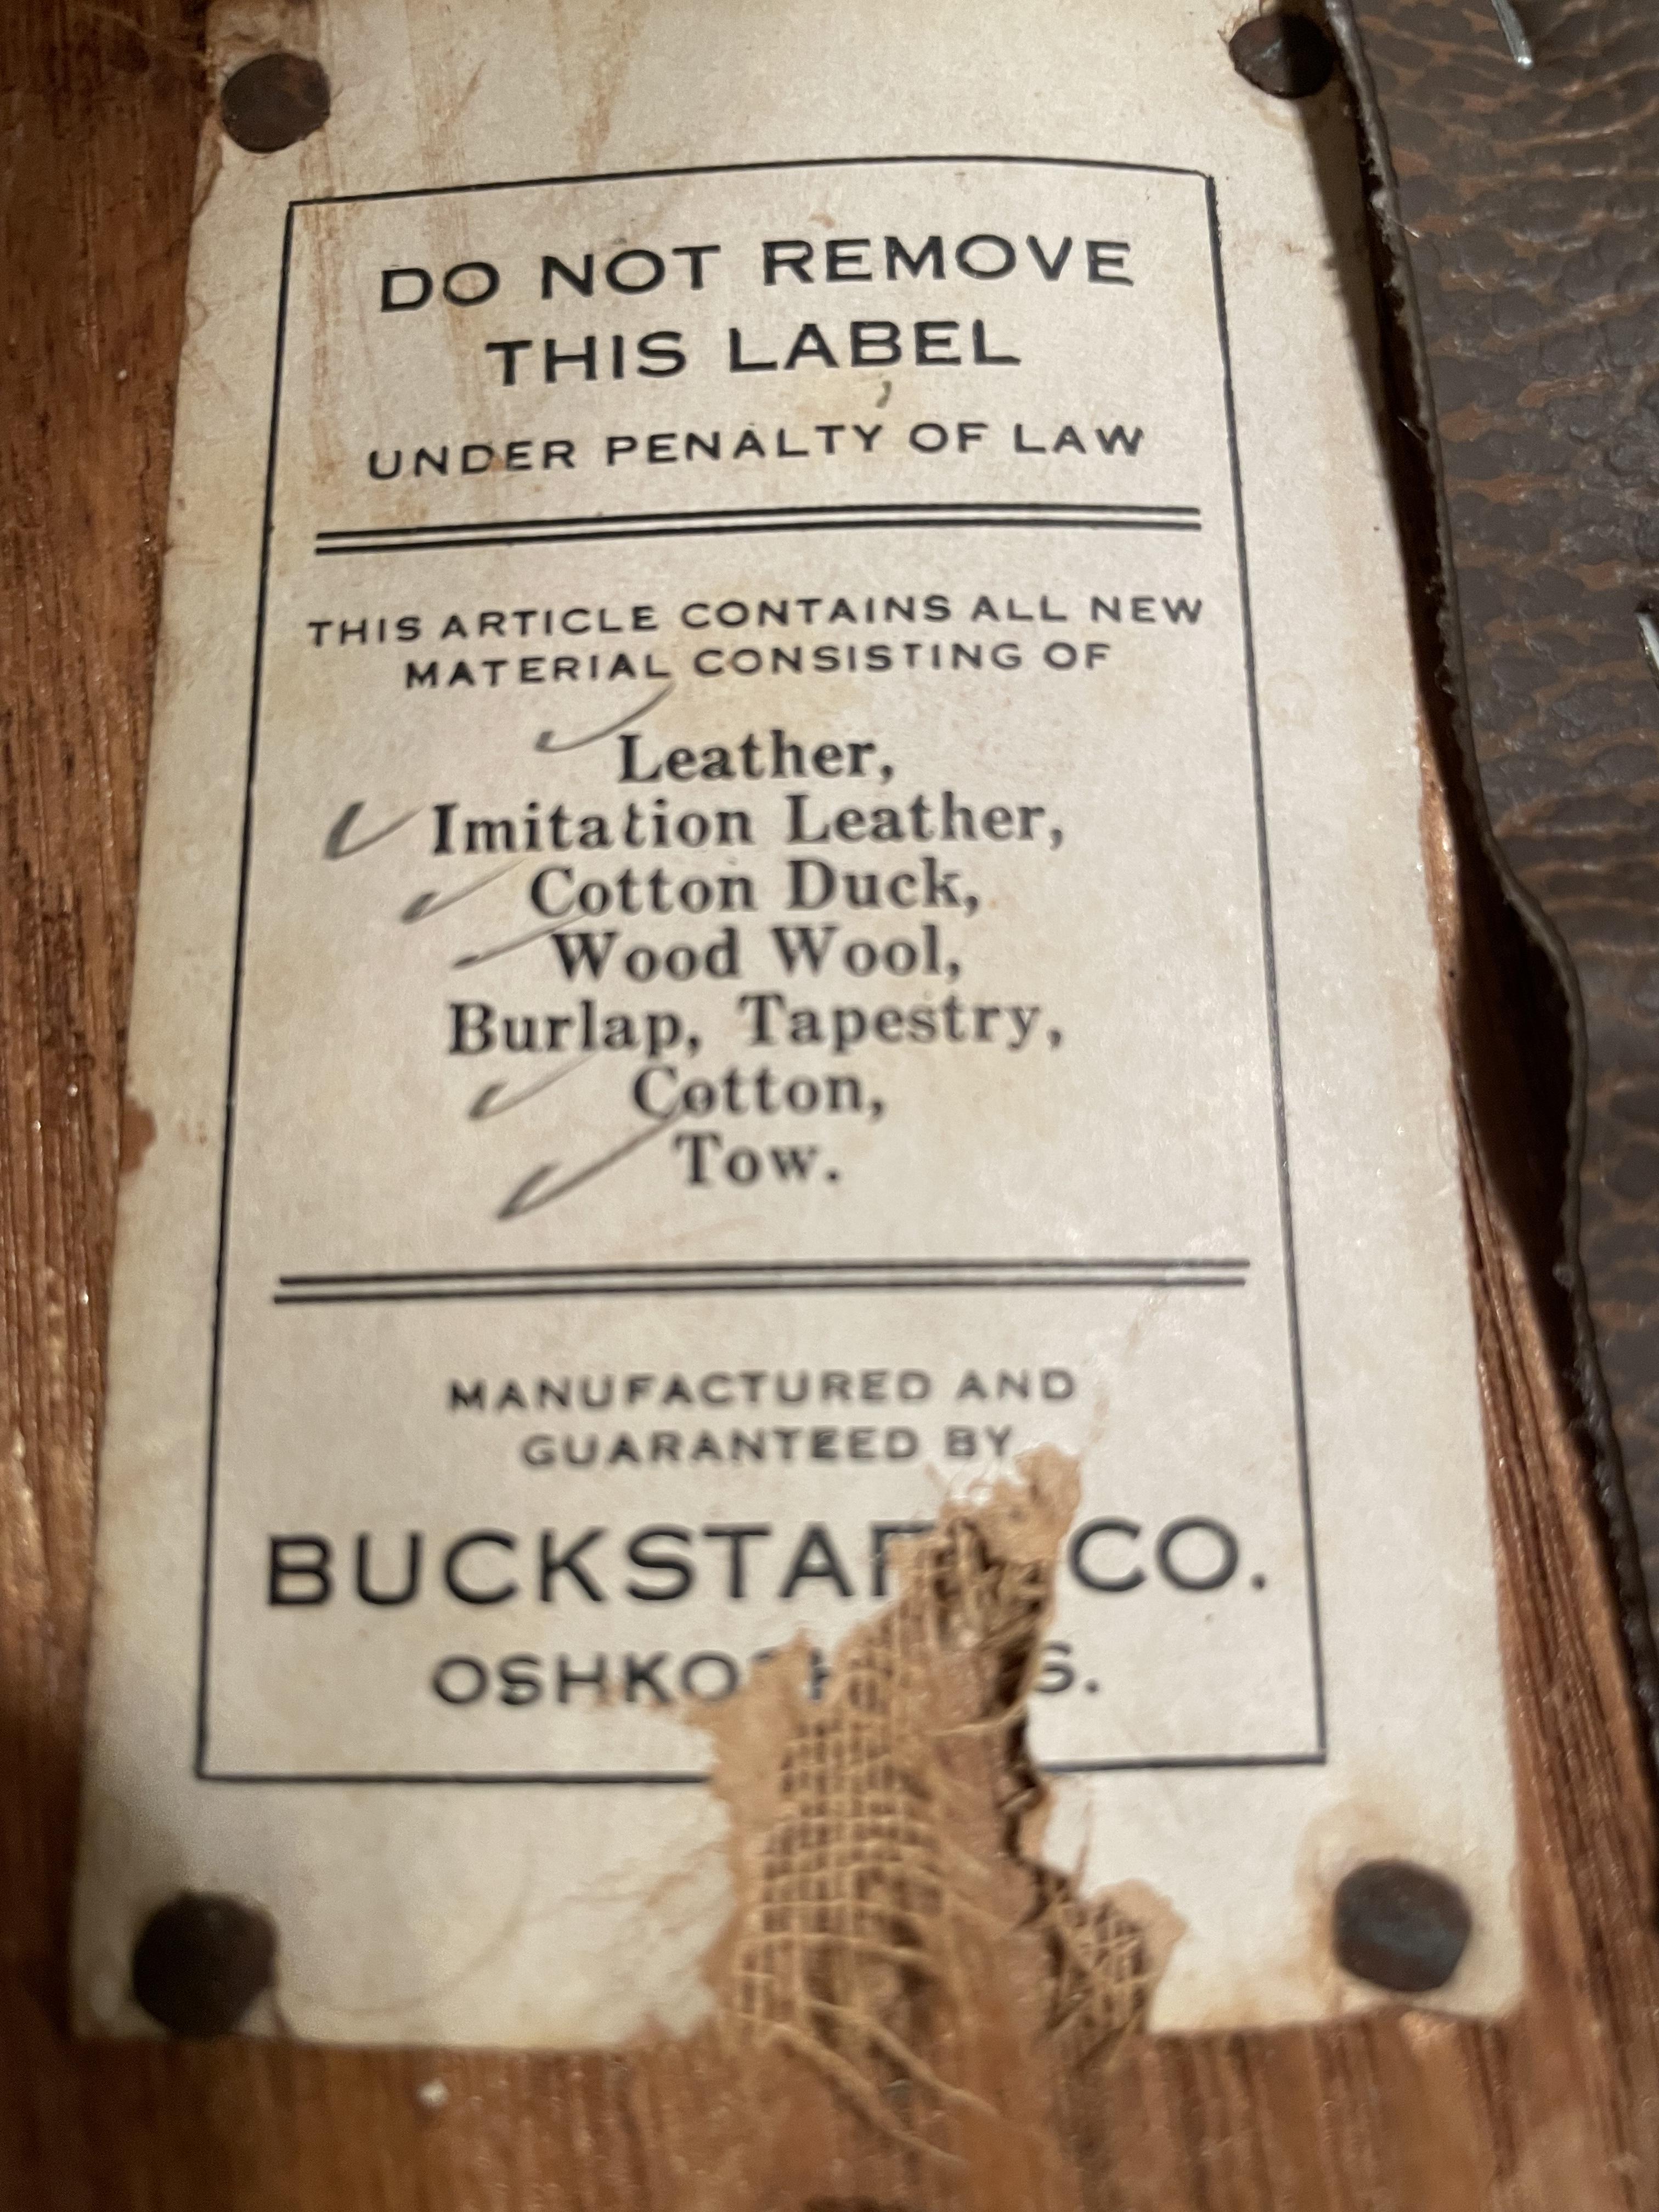 DO NOT REMOVE
THIS LABEL
UNDER PENALTY OF LAW
THIS ARTICLE CONTAINS ALL NEW
MATERIAL CONSISTING OF
Leather,
Imitation Leather,
Cotton Duck,
Wood Wool,
Burlap, Tapestry,
Cotton,
Tow.
MANUFACTURED AND
GUARANTEED BY
CO.